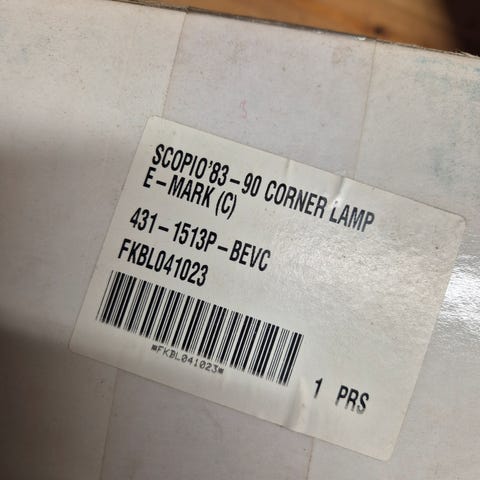 SCOPIO'83-90 CORNER LAMP
E-MARK (C)
431-1513P-BEVC
FKBL041023
*FKBL041023*
1 PRS